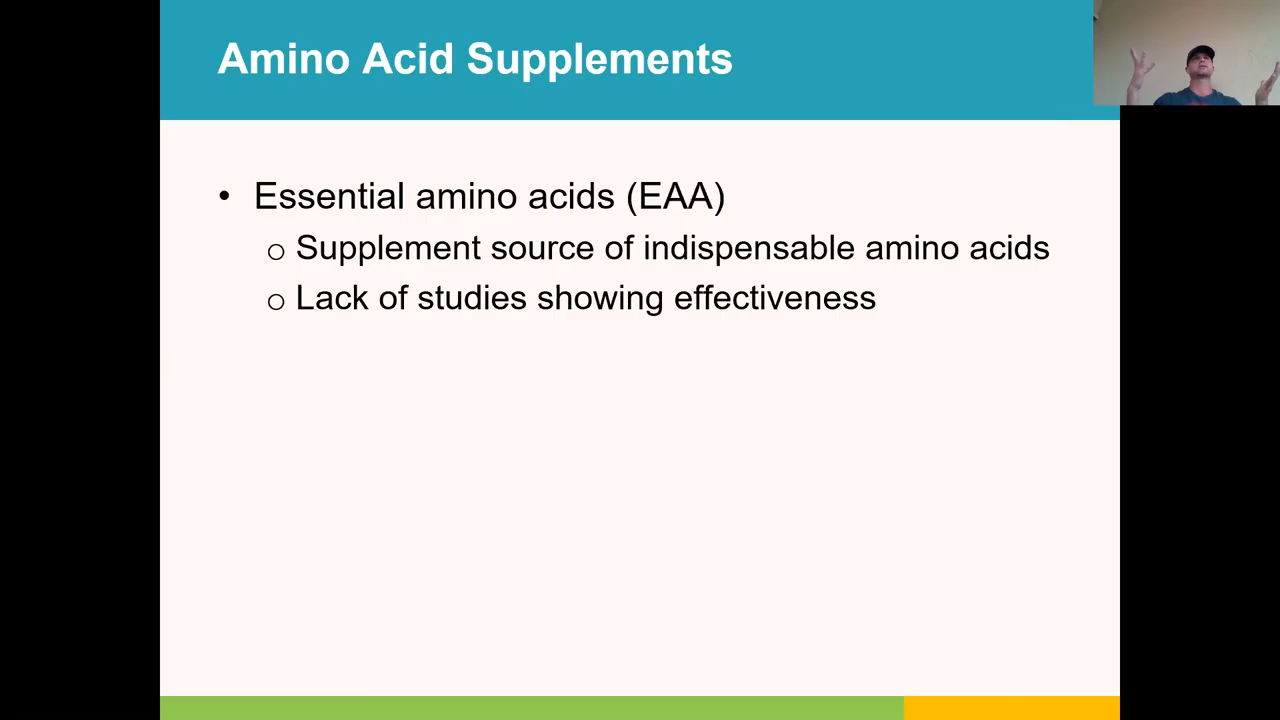 Amino Acid Supplements
• Essential amino acids (EAA)
o Supplement source of indispensable amino acids
o Lack of studies showing effectiveness